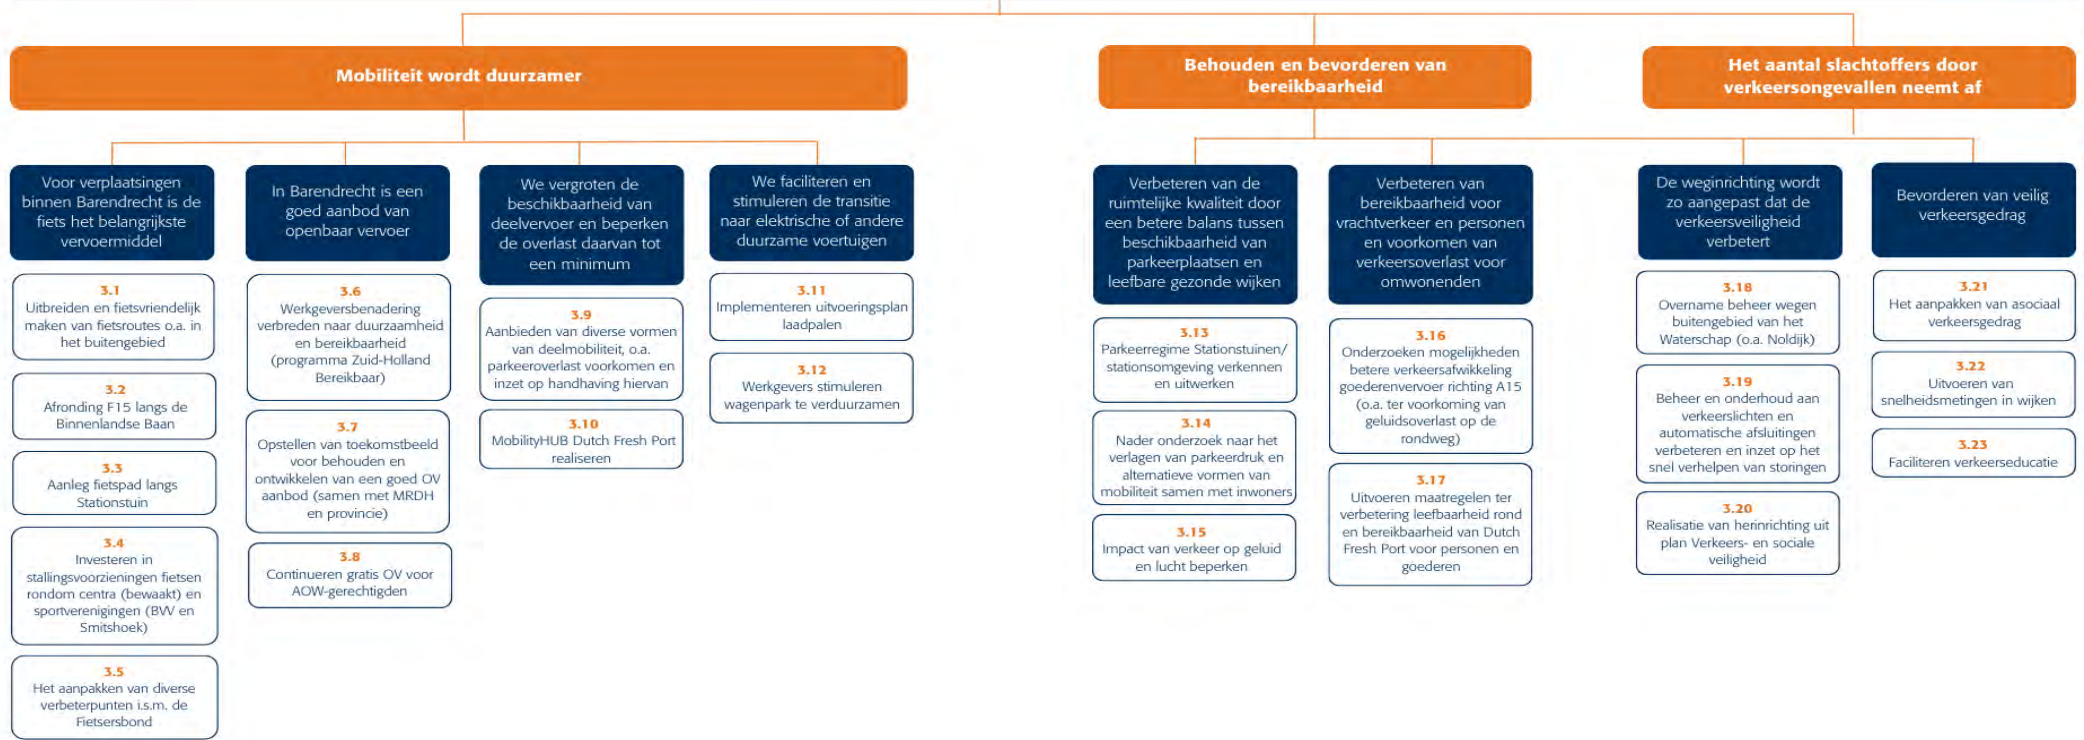 Mobiliteit wordt duurzamer
Voor verplaatsingen
binnen Barendrecht is de
fiets het belangrijkste
vervoermiddel
3.1
Uitbreiden en fietsvriendelijk
maken van fietsroutes o.a. in
het buitengebied
3.2
Afronding F15 langs de
Binnenlandse Baan
3.3
Aanleg fietspad langs
Stationstuin
3.4
Investeren in
stallingsvoorzieningen fietsen
rondom centra (bewaakt) en
sportverenigingen (BVV en
Smitshoek)
3.5
Het aanpakken van diverse
verbeterpunten i.s.m. de
Fietsersbond
In Barendrecht is een
goed aanbod van
openbaar vervoer
3.6
Werkgeversbenadering
verbreden naar duurzaamheid
en bereikbaarheid
(programma Zuid-Holland
Bereikbaar)
3.7
Opstellen van toekomstbeeld
voor behouden en
ontwikkelen van een goed OV
aanbod (samen met MRDH
en provincie)
3.8
Continueren gratis OV voor
AOW-gerechtigden
We vergroten de
beschikbaarheid van
deelvervoer en beperken
de overlast daarvan tot
een minimum
3.9
Aanbieden van diverse vormen
van deelmobiliteit, o.a.
parkeeroverlast voorkomen en
inzet op handhaving hiervan
3.10
MobilityHUB Dutch Fresh Port
realiseren
We faciliteren en
stimuleren de transitie
naar elektrische of andere
duurzame voertuigen
3.11
Implementeren uitvoeringsplan
laadpalen
3.12
Werkgevers stimuleren
wagenpark te verduurzamen
Behouden en bevorderen van
bereikbaarheid
Verbeteren van de
ruimtelijke kwaliteit door
een betere balans tussen
beschikbaarheid van
parkeerplaatsen en
leefbare gezonde wijken
3.13
Parkeerregime Stationstuinen/
stationsomgeving verkennen
en uitwerken
3.14
Nader onderzoek naar het
verlagen van parkeerdruk en
alternatieve vormen van
mobiliteit samen met inwoners
3.15
Impact van verkeer op geluid
en lucht beperken
Verbeteren van
bereikbaarheid voor
vrachtverkeer en personen
en voorkomen van
verkeersoverlast voor
omwonenden
3.16
Onderzoeken mogelijkheden
betere verkeersafwikkeling
goederenvervoer richting A15
(o.a. ter voorkoming van
geluidsoverlast op de
rondweg)
3.17
Uitvoeren maatregelen ter
verbetering leefbaarheid rond
en bereikbaarheid van Dutch
Fresh Port voor personen en
goederen
Het aantal slachtoffers door
verkeersongevallen neemt af
De weginrichting wordt
zo aangepast dat de
verkeersveiligheid
verbetert
3.18
Overname beheer wegen
buitengebied van het
Waterschap (o.a. Noldijk)
3.19
Beheer en onderhoud aan
verkeerslichten en
automatische afsluitingen
verbeteren en inzet op het
snel verhelpen van storingen
3.20
Realisatie van herinrichting uit
plan Verkeers- en sociale
veiligheid
Bevorderen van veilig
verkeersgedrag
3.21
Het aanpakken van asociaal
verkeersgedrag
3.22
Uitvoeren van
snelheidsmetingen in wijken
3.23
Faciliteren verkeerseducatie